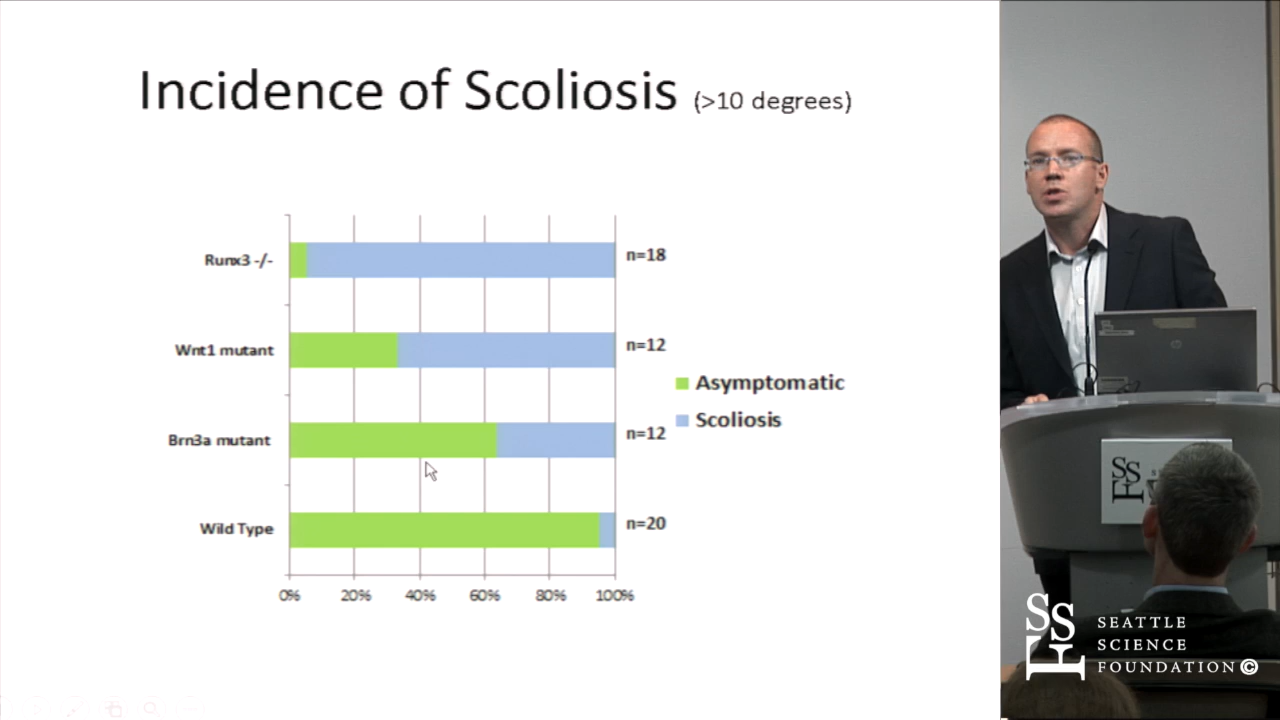 Incidence of Scoliosis (>10 degrees)
Runx3 -/-
n=18
Wnt1 mutant
n=12
Brn3a mutant
n=12
Wild Type
n=20
0% 20% 40% 60% 80% 100%
Asymptomatic
Scoliosis
SSF
SSF
SEATTLE
SCIENCE
FOUNDATION©